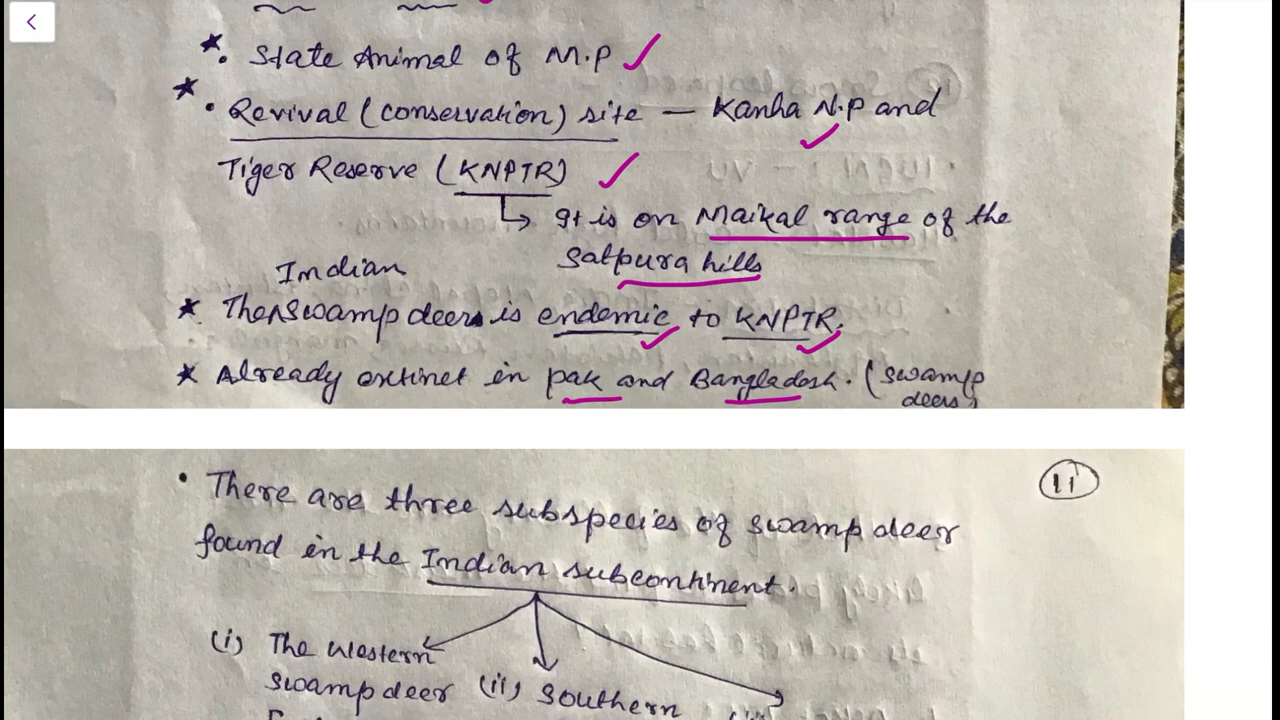 • State Animal of M.P ✓
• Revival (conservation) site — Kanha N.P and
Tiger Reserve (KNPTR)
It is on Maikal range of the
Satpura hills
Indian
The swamp deer is endemic to KNPTR.
Already extinct in Pak and Bangladesh. (swamp
deers)
11
• There are three subspecies of swamp deer
found in the Indian subcontinent.
(i) The Western
swamp deer (ii) Southern